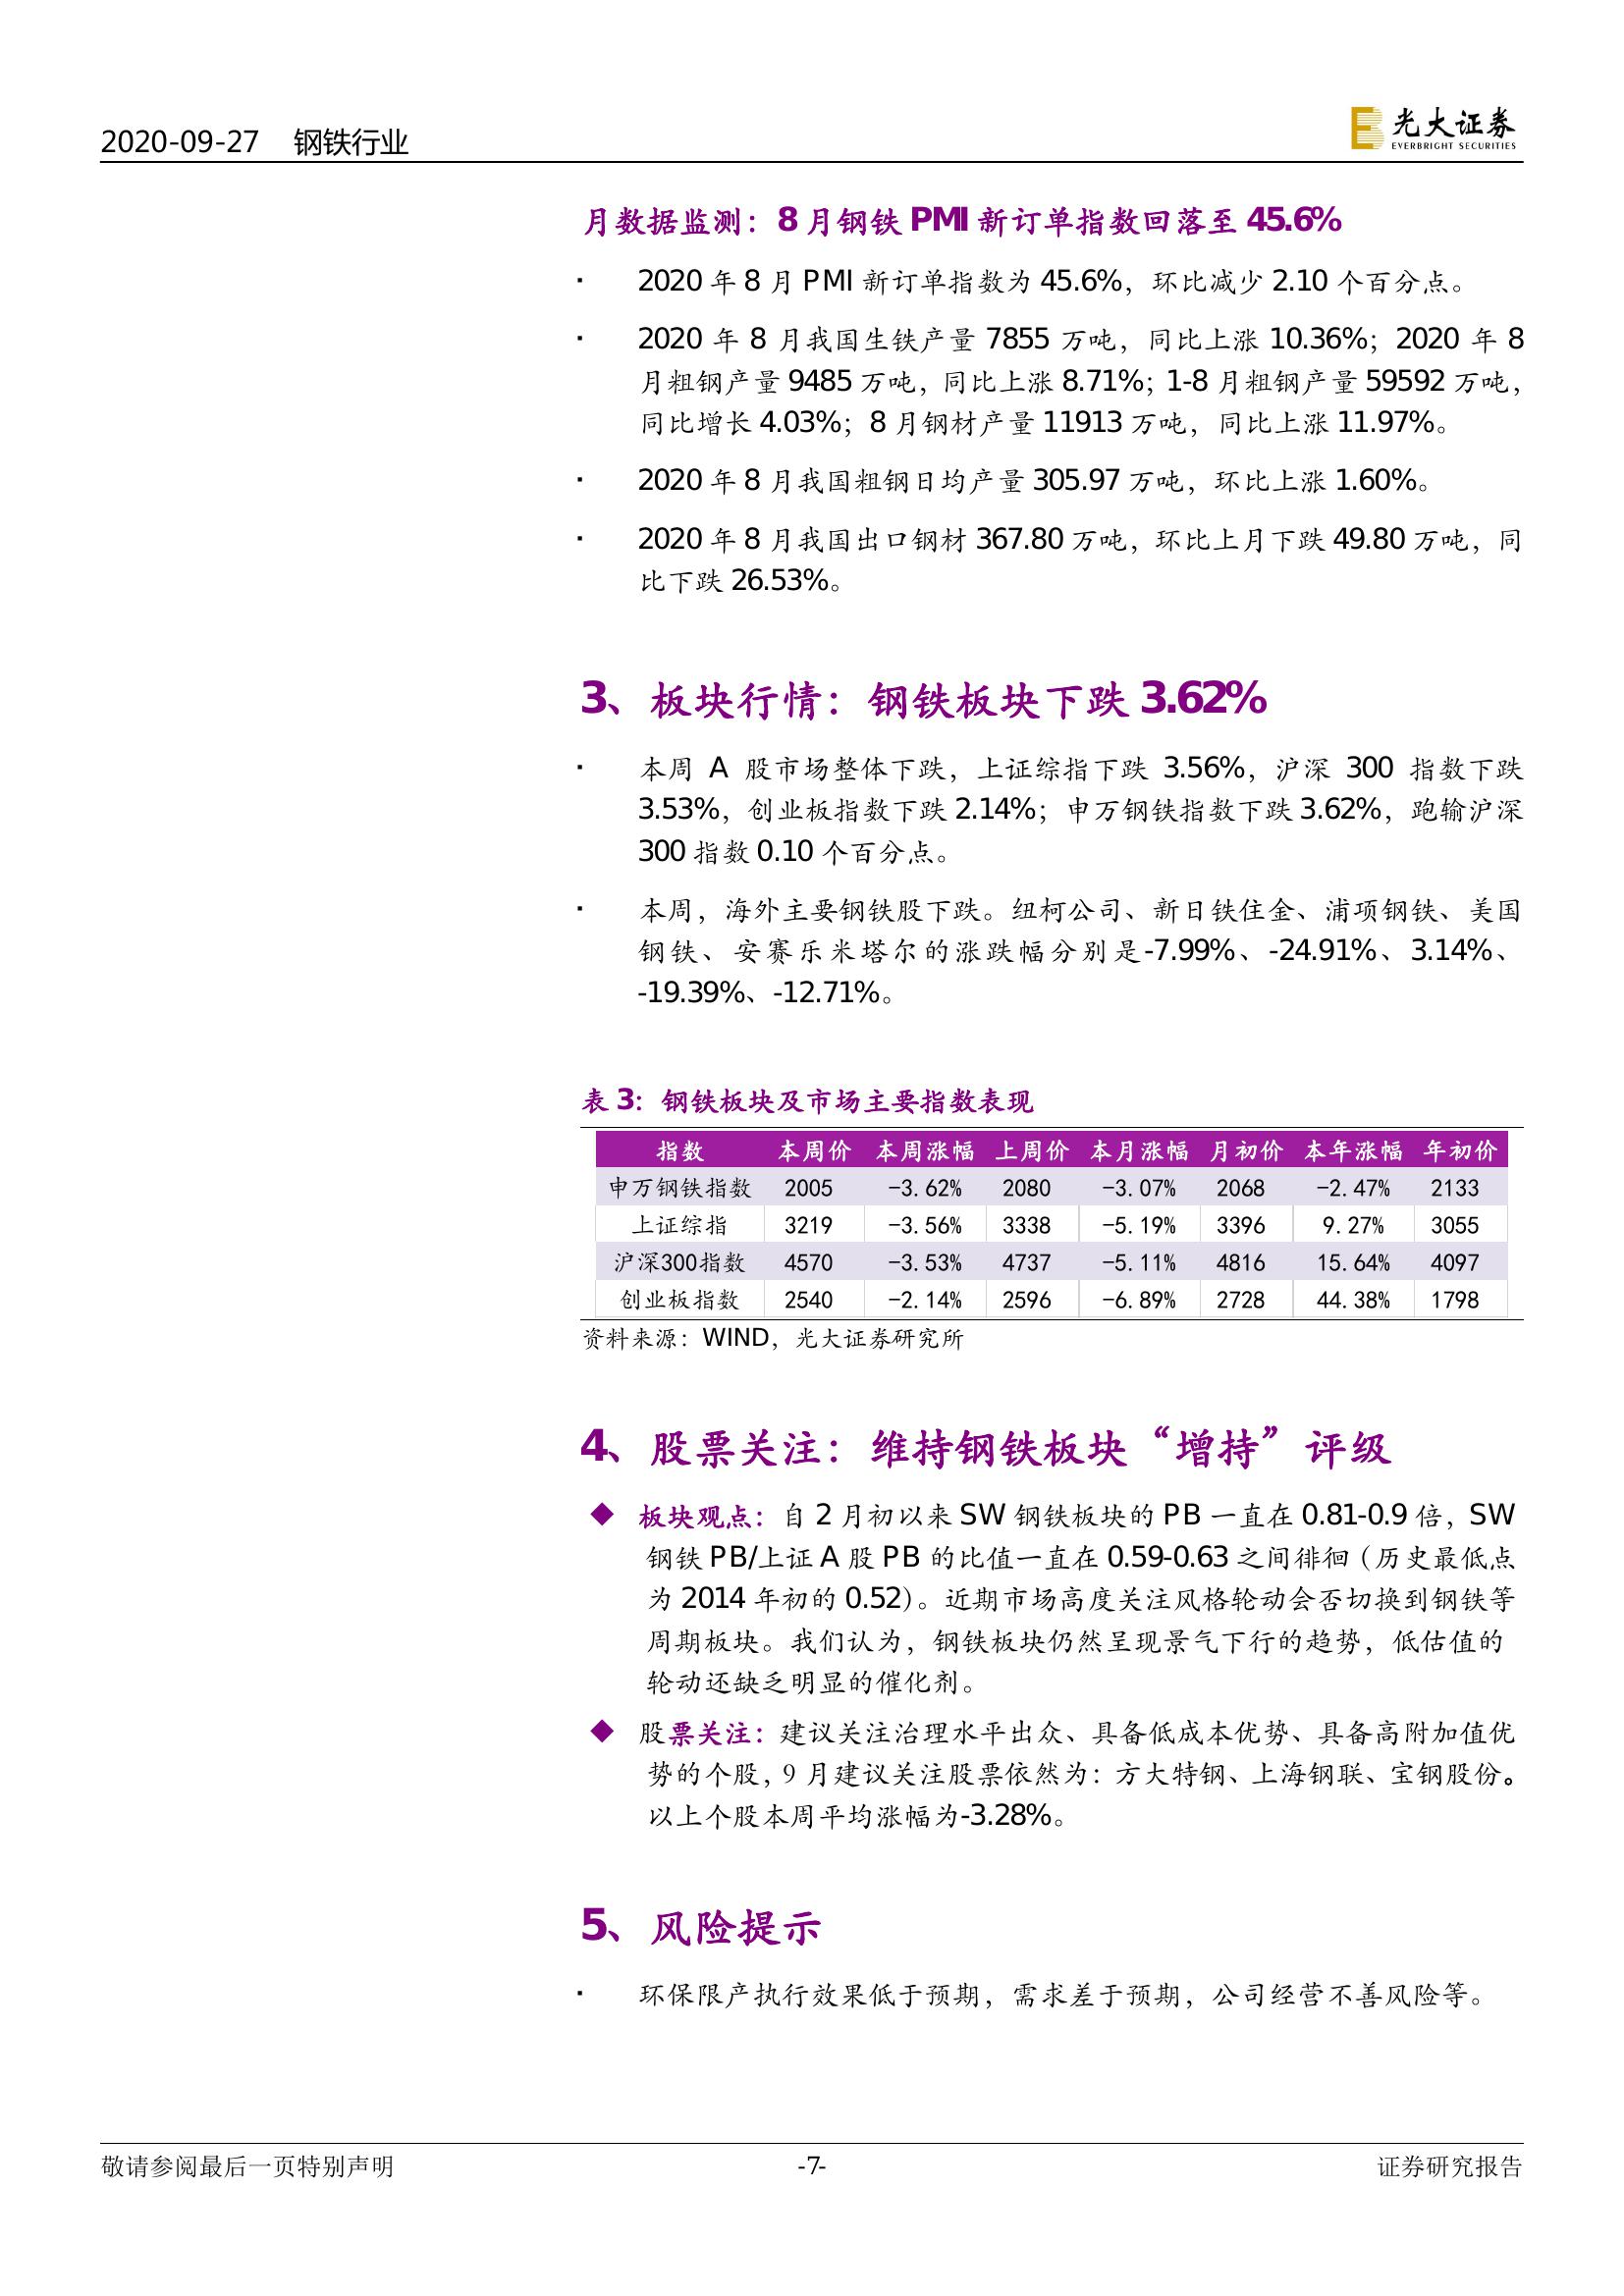 2020-09-27 钢铁行业
光大证券
EVERBRIGHT SECURITIES
月数据监测：8 月钢铁 PMI 新订单指数回落至 45.6%
▪ 2020 年 8 月 PMI 新订单指数为 45.6%，环比减少 2.10 个百分点。
▪ 2020 年 8 月我国生铁产量 7855 万吨，同比上涨 10.36%；2020 年 8
月粗钢产量 9485 万吨，同比上涨 8.71%；1-8 月粗钢产量 59592 万吨，
同比增长 4.03%；8 月钢材产量 11913 万吨，同比上涨 11.97%。
▪ 2020 年 8 月我国粗钢日均产量 305.97 万吨，环比上涨 1.60%。
▪ 2020 年 8 月我国出口钢材 367.80 万吨，环比上月下跌 49.80 万吨，同
比下跌 26.53%。
3、板块行情：钢铁板块下跌 3.62%
▪ 本周 A 股市场整体下跌，上证综指下跌 3.56%，沪深 300 指数下跌
3.53%，创业板指数下跌 2.14%；申万钢铁指数下跌 3.62%，跑输沪深
300 指数 0.10 个百分点。
▪ 本周，海外主要钢铁股下跌。纽柯公司、新日铁住金、浦项钢铁、美国
钢铁、安赛乐米塔尔的涨跌幅分别是-7.99%、-24.91%、3.14%、
-19.39%、-12.71%。
表 3：钢铁板块及市场主要指数表现
指数 本周价 本周涨幅 上周价 本月涨幅 月初价 本年涨幅 年初价
申万钢铁指数 2005 -3.62% 2080 -3.07% 2068 -2.47% 2133
上证综指 3219 -3.56% 3338 -5.19% 3396 9.27% 3055
沪深300指数 4570 -3.53% 4737 -5.11% 4816 15.64% 4097
创业板指数 2540 -2.14% 2596 -6.89% 2728 44.38% 1798
资料来源：WIND，光大证券研究所
4、股票关注：维持钢铁板块“增持”评级
◆ 板块观点：自 2 月初以来 SW 钢铁板块的 PB 一直在 0.81-0.9 倍，SW
钢铁 PB/上证 A 股 PB 的比值一直在 0.59-0.63 之间徘徊（历史最低点
为 2014 年初的 0.52）。近期市场高度关注风格轮动会否切换到钢铁等
周期板块。我们认为，钢铁板块仍然呈现景气下行的趋势，低估值的
轮动还缺乏明显的催化剂。
◆ 股票关注：建议关注治理水平出众、具备低成本优势、具备高附加值优
势的个股，9 月建议关注股票依然为：方大特钢、上海钢联、宝钢股份。
以上个股本周平均涨幅为-3.28%。
5、风险提示
▪ 环保限产执行效果低于预期，需求差于预期，公司经营不善风险等。
敬请参阅最后一页特别声明 -7- 证券研究报告